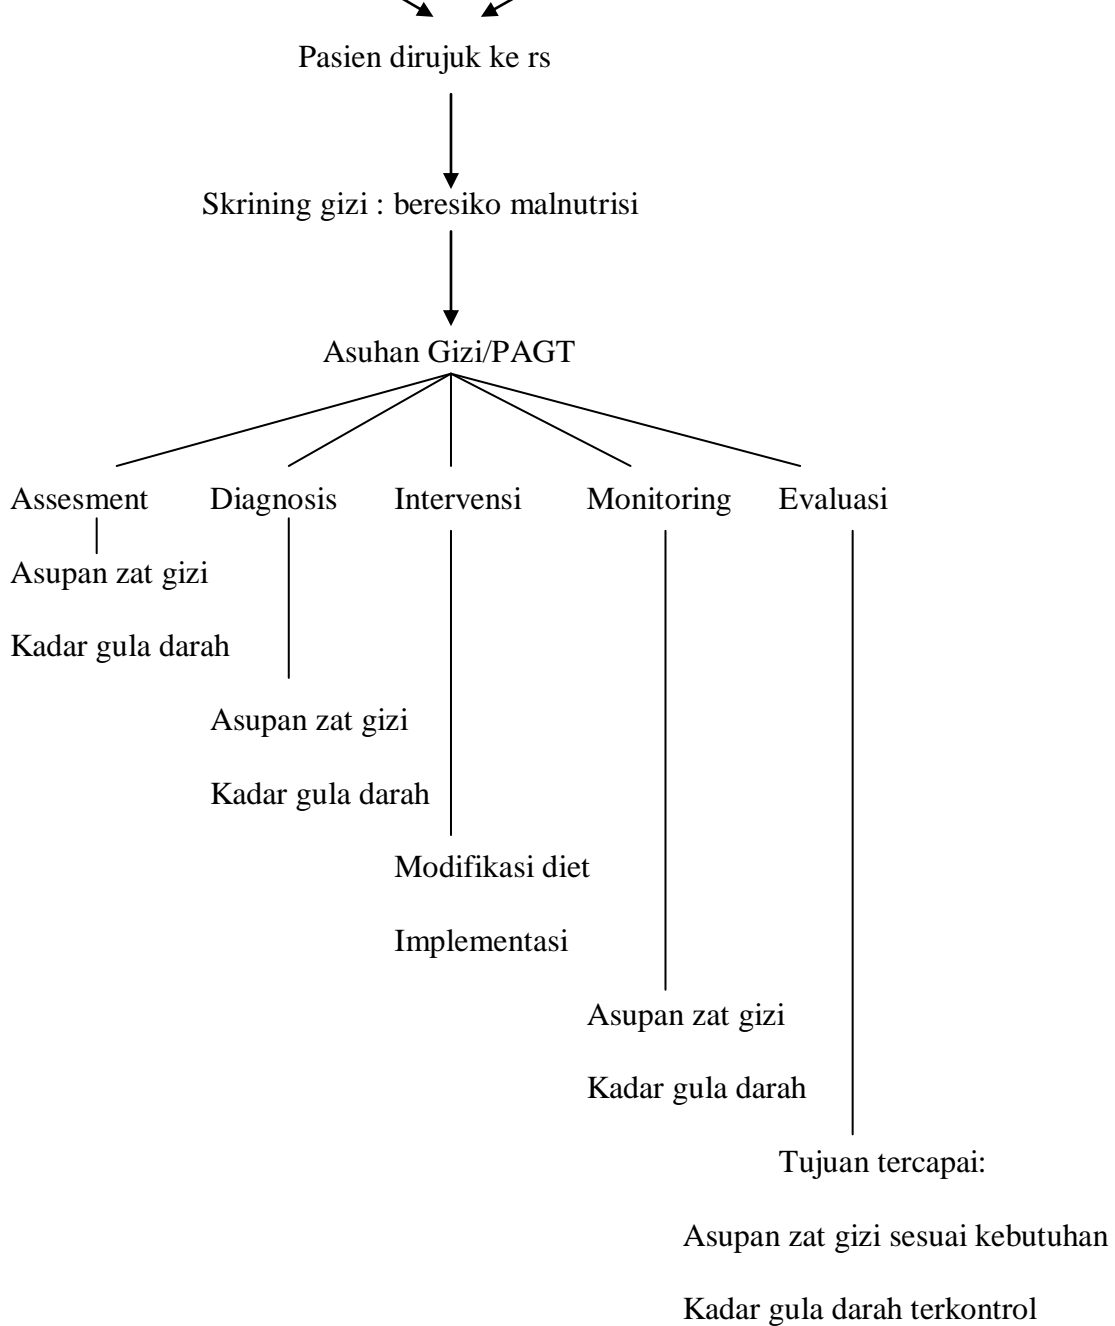 Pasien dirujuk ke rs
Skrining gizi : beresiko malnutrisi
Asuhan Gizi/PAGT
Assesment
Diagnosis
Intervensi
Monitoring
Evaluasi
Asupan zat gizi
Kadar gula darah
Asupan zat gizi
Kadar gula darah
Modifikasi diet
Implementasi
Asupan zat gizi
Kadar gula darah
Tujuan tercapai:
Asupan zat gizi sesuai kebutuhan
Kadar gula darah terkontrol